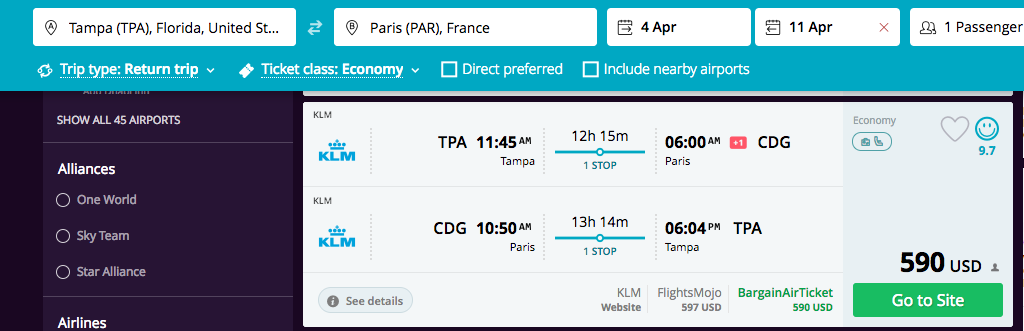 Tampa (TPA), Florida, United St...
Paris (PAR), France
4 Apr
11 Apr
1 Passenger
Trip type: Return trip
Ticket class: Economy
Direct preferred
Include nearby airports
SHOW ALL 45 AIRPORTS
Alliances
One World
Sky Team
Star Alliance
Airlines
KLM
KLM
TPA 11:45 AM
Tampa
12h 15m
1 STOP
06:00 AM +1 CDG
Paris
KLM
KLM
CDG 10:50 AM
Paris
13h 14m
1 STOP
06:04 PM TPA
Tampa
See details
KLM
Website
FlightsMojo
597 USD
BargainAirTicket
590 USD
Economy
9.7
590 USD
Go to Site